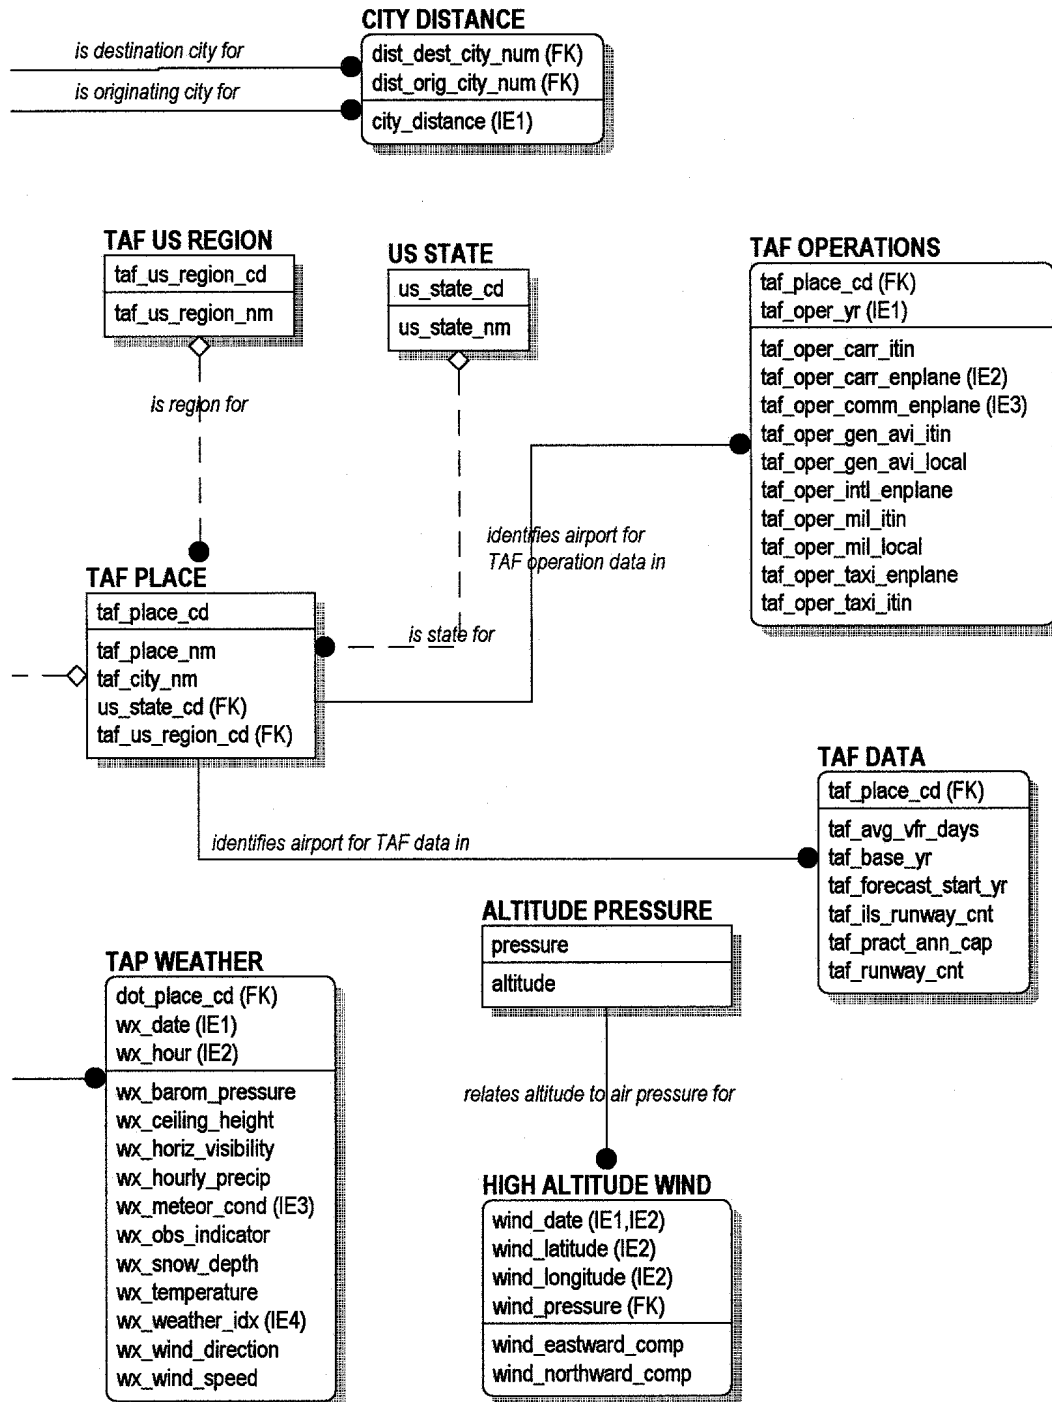 CITY DISTANCE
is destination city for
dist_dest_city_num (FK)
is originating city for
dist_orig_city_num (FK)
city_distance (IE1)
TAF US REGION
taf_us_region_cd
taf_us_region_nm
US STATE
us_state_cd
us_state_nm
TAF OPERATIONS
taf_place_cd (FK)
taf_oper_yr (IE1)
taf_oper_carr_itin
taf_oper_carr_enplane (IE2)
taf_oper_comm_enplane (IE3)
taf_oper_gen_avi_itin
taf_oper_gen_avi_local
taf_oper_intl_enplane
taf_oper_mil_itin
taf_oper_mil_local
taf_oper_taxi_enplane
taf_oper_taxi_itin
is region for
identifies airport for
TAF operation data in
is state for
TAF PLACE
taf_place_cd
taf_place_nm
taf_city_nm
us_state_cd (FK)
taf_us_region_cd (FK)
identifies airport for TAF data in
TAF DATA
taf_place_cd (FK)
taf_avg_vfr_days
taf_base_yr
taf_forecast_start_yr
taf_ils_runway_cnt
taf_pract_ann_cap
taf_runway_cnt
ALTITUDE PRESSURE
pressure
altitude
relates altitude to air pressure for
TAP WEATHER
dot_place_cd (FK)
wx_date (IE1)
wx_hour (IE2)
wx_barom_pressure
wx_ceiling_height
wx_horiz_visibility
wx_hourly_precip
wx_meteor_cond (IE3)
wx_obs_indicator
wx_snow_depth
wx_temperature
wx_weather_idx (IE4)
wx_wind_direction
wx_wind_speed
HIGH ALTITUDE WIND
wind_date (IE1,IE2)
wind_latitude (IE2)
wind_longitude (IE2)
wind_pressure (FK)
wind_eastward_comp
wind_northward_comp